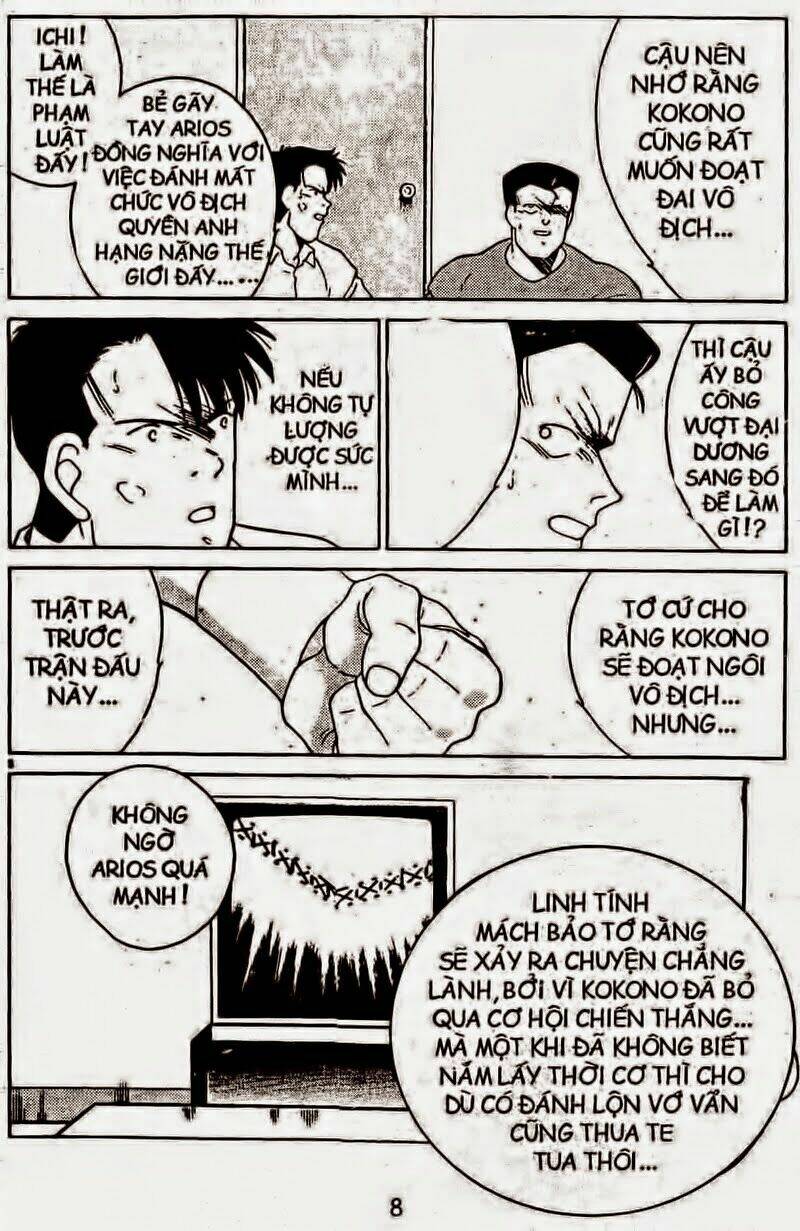 ICHI!
LÀM
THẾ LÀ
PHẠM
LUẬT
ĐẤY!
BẺ GÃY
TAY ARIOS
ĐỒNG NGHĨA VỚI
VIỆC ĐÁNH MẤT
CHỨC VÔ ĐỊCH
QUYỀN ANH
HẠNG NẶNG THẾ
GIỚI ĐẤY......
CẬU NÊN
NHỚ RẰNG
KOKONO
CŨNG RẤT
MUỐN ĐOẠT
ĐAI VÔ
ĐỊCH...
NẾU
KHÔNG TỰ
LƯỢNG
ĐƯỢC SỨC
MÌNH...
THÌ CẬU
ẤY BỎ
CÔNG
VƯỢT ĐẠI
DƯƠNG
SANG ĐÓ
ĐỂ LÀM
GÌ!?
THẬT RA,
TRƯỚC
TRẬN ĐẤU
NÀY...
TỚ CỨ CHO
RẰNG KOKONO
SẼ ĐOẠT NGÔI
VÔ ĐỊCH...
NHƯNG...
KHÔNG
NGỜ
ARIOS QUÁ
MẠNH!
LINH TÍNH
MÁCH BẢO TỚ RẰNG
SẼ XẢY RA CHUYỆN CHẲNG
LÀNH, BỞI VÌ KOKONO ĐÃ BỎ
QUA CƠ HỘI CHIẾN THẮNG...
MÀ MỘT KHI ĐÃ KHÔNG BIẾT
NẮM LẤY THỜI CƠ THÌ CHO
DÙ CÓ ĐÁNH LỘN VỚ VẨN
CŨNG THUA TE
TUA THÔI...
8